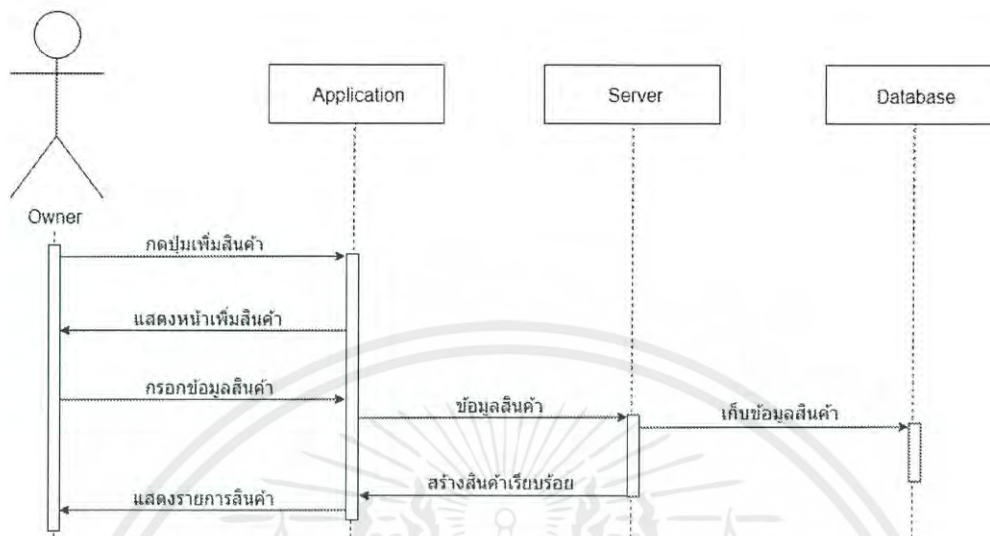 Application
Server
Database
Owner
กดปุ่มเพิ่มสินค้า
แสดงหน้าเพิ่มสินค้า
กรอกข้อมูลสินค้า
ข้อมูลสินค้า
เก็บข้อมูลสินค้า
สร้างสินค้าเรียบร้อย
แสดงรายการสินค้า